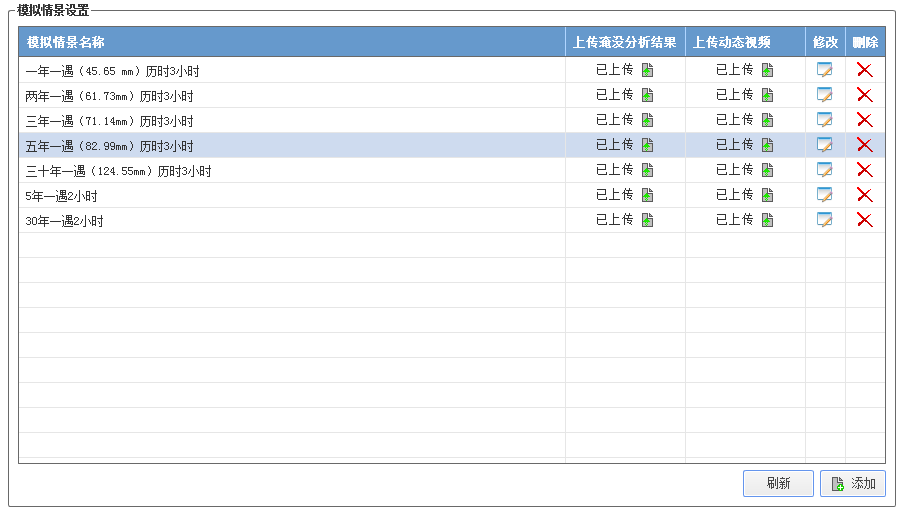 模拟情景设置
模拟情景名称 上传淹没分析结果 上传动态视频 修改 删除
一年一遇（45.65 mm）历时3小时 已上传 已上传
两年一遇（61.73mm）历时3小时 已上传 已上传
三年一遇（71.14mm）历时3小时 已上传 已上传
五年一遇（82.99mm）历时3小时 已上传 已上传
三十年一遇（124.55mm）历时3小时 已上传 已上传
5年一遇2小时 已上传 已上传
30年一遇2小时 已上传 已上传
刷新 添加